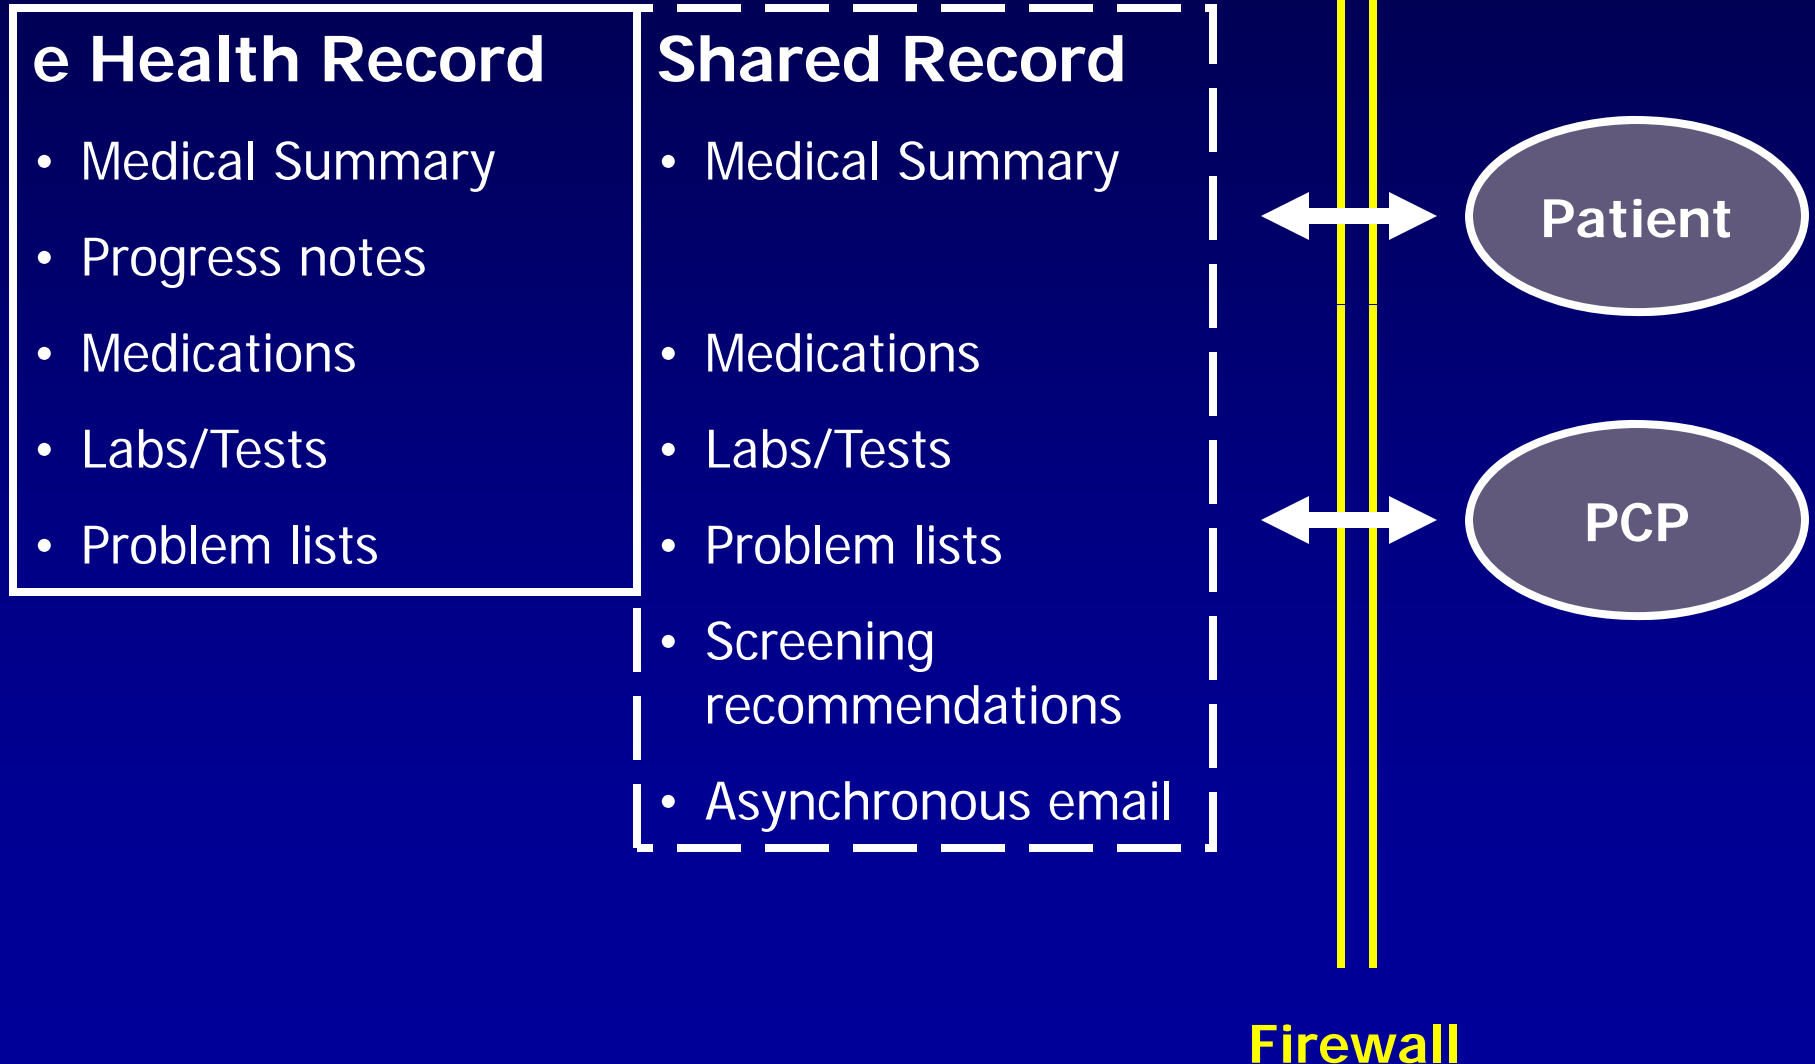 e Health Record
• Medical Summary
• Progress notes
• Medications
• Labs/Tests
• Problem lists
Shared Record
• Medical Summary
• Medications
• Labs/Tests
• Problem lists
• Screening
recommendations
• Asynchronous email
Patient
PCP
Firewall